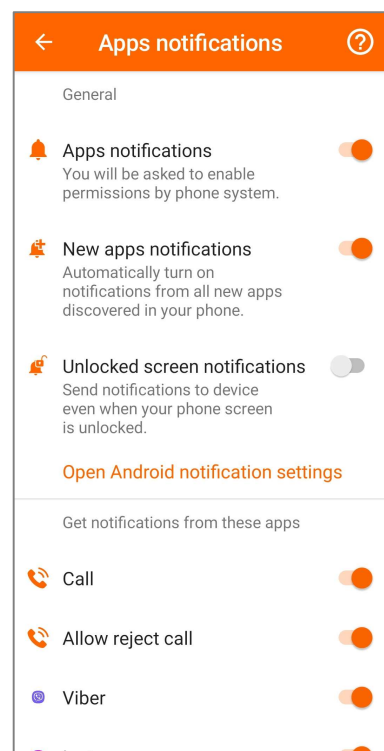 Apps notifications
General
Apps notifications
You will be asked to enable
permissions by phone system.
New apps notifications
Automatically turn on
notifications from all new apps
discovered in your phone.
Unlocked screen notifications
Send notifications to device
even when your phone screen
is unlocked.
Open Android notification settings
Get notifications from these apps
Call
Allow reject call
Viber